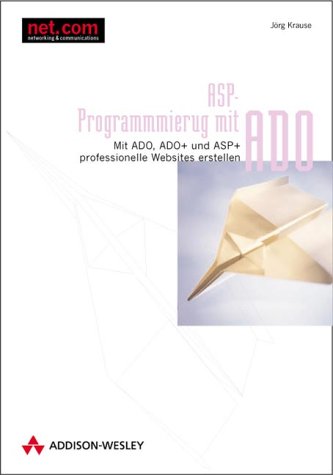 net.com
networking & communications
Jörg Krause
ASP-
Programmmierug mit
ADO
Mit ADO, ADO+ und ASP+
professionelle Websites erstellen
ADDISON-WESLEY